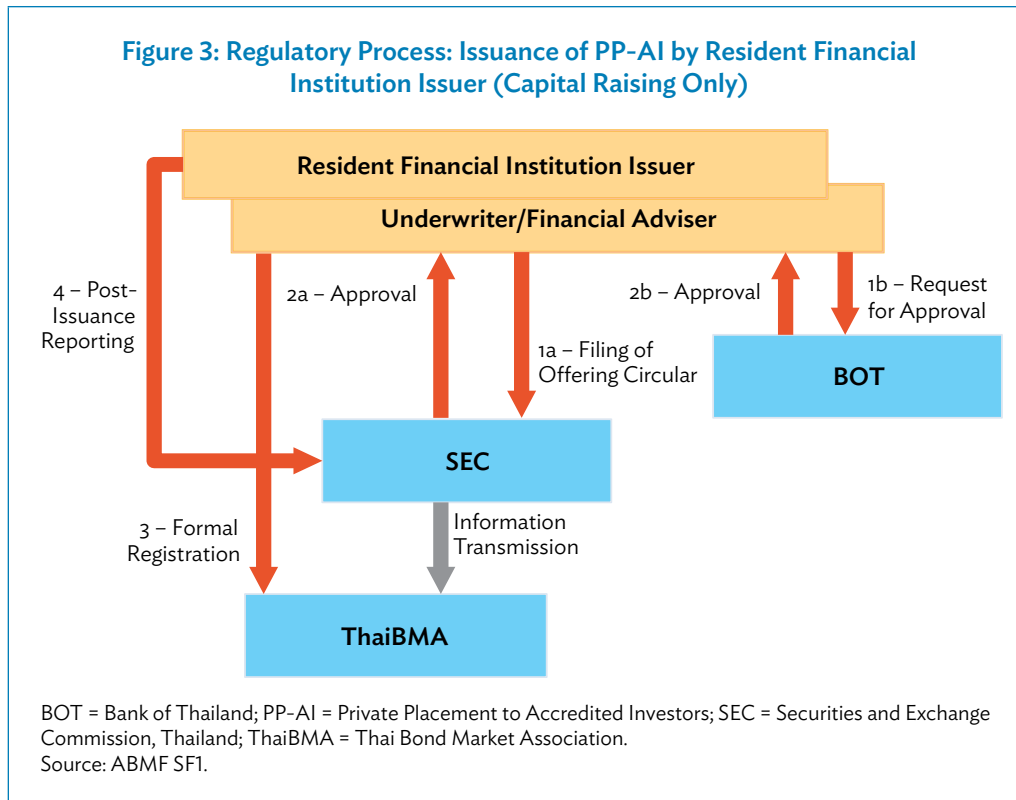 Figure 3: Regulatory Process: Issuance of PP-AI by Resident Financial
Institution Issuer (Capital Raising Only)
Resident Financial Institution Issuer
Underwriter/Financial Adviser
4 – Post-
Issuance
Reporting
2a – Approval
1a – Filing of
Offering Circular
2b – Approval
1b – Request
for Approval
BOT
SEC
3 – Formal
Registration
Information
Transmission
ThaiBMA
BOT = Bank of Thailand; PP-AI = Private Placement to Accredited Investors; SEC = Securities and Exchange
Commission, Thailand; ThaiBMA = Thai Bond Market Association.
Source: ABMF SF1.